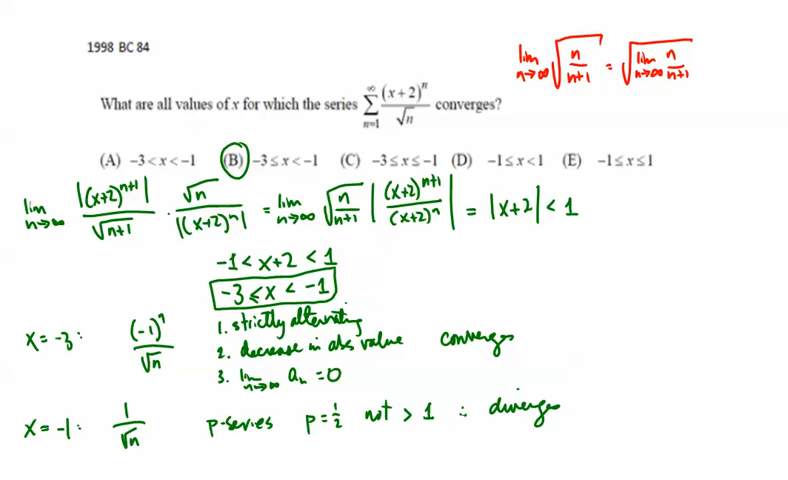 1998 BC 84
lim n→∞ √(n/(n+1)) = √(lim n→∞ n/(n+1))
What are all values of x for which the series ∑_{n=1}^{∞} (x+2)^n/√n converges?
(A) −3<x<−1 (B) −3≤x<−1 (C) −3≤x≤−1 (D) −1≤x<1 (E) −1≤x≤1
lim n→∞ |(x+2)^{n+1}|/√(n+1) · √n/|(x+2)^n| = lim n→∞ √(n/(n+1)) |(x+2)^{n+1}/(x+2)^n| = |x+2| < 1
-1 < x+2 < 1
-3 ≤ x < -1
x = -3: (-1)^n/√n 1. strictly alternating
2. decrease in abs value converges
3. lim n→∞ a_n = 0
x = -1: 1/√n p-series p = 1/2 not > 1 ∴ diverges